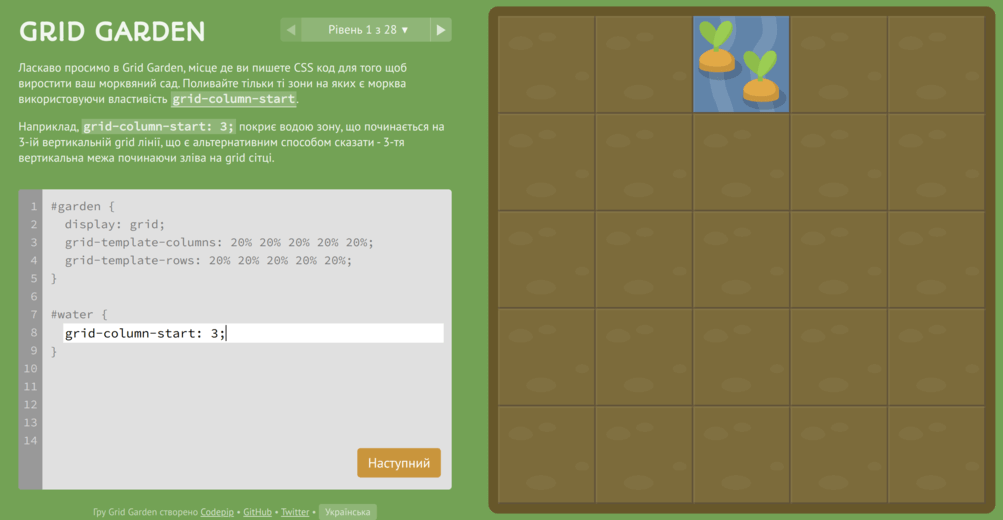 GRID GARDEN
Рівень 1 з 28 ▼
Ласкаво просимо в Grid Garden, місце де ви пишете CSS код для того щоб
виростити ваш морквяний сад. Поливайте тільки ті зони на яких є морква
використовуючи властивість grid-column-start.
Наприклад, grid-column-start: 3; покриє водою зону, що починається на
3-ій вертикальній grid лінії, що є альтернативним способом сказати - 3-тя
вертикальна межа починаючи зліва на grid сітці.
1 #garden {
2 display: grid;
3 grid-template-columns: 20% 20% 20% 20% 20%;
4 grid-template-rows: 20% 20% 20% 20% 20%;
5 }
6
7 #water {
8 grid-column-start: 3;
9 }
10
11
12
13
14
Наступний
Гру Grid Garden створено Codepip • GitHub • Twitter • Українська